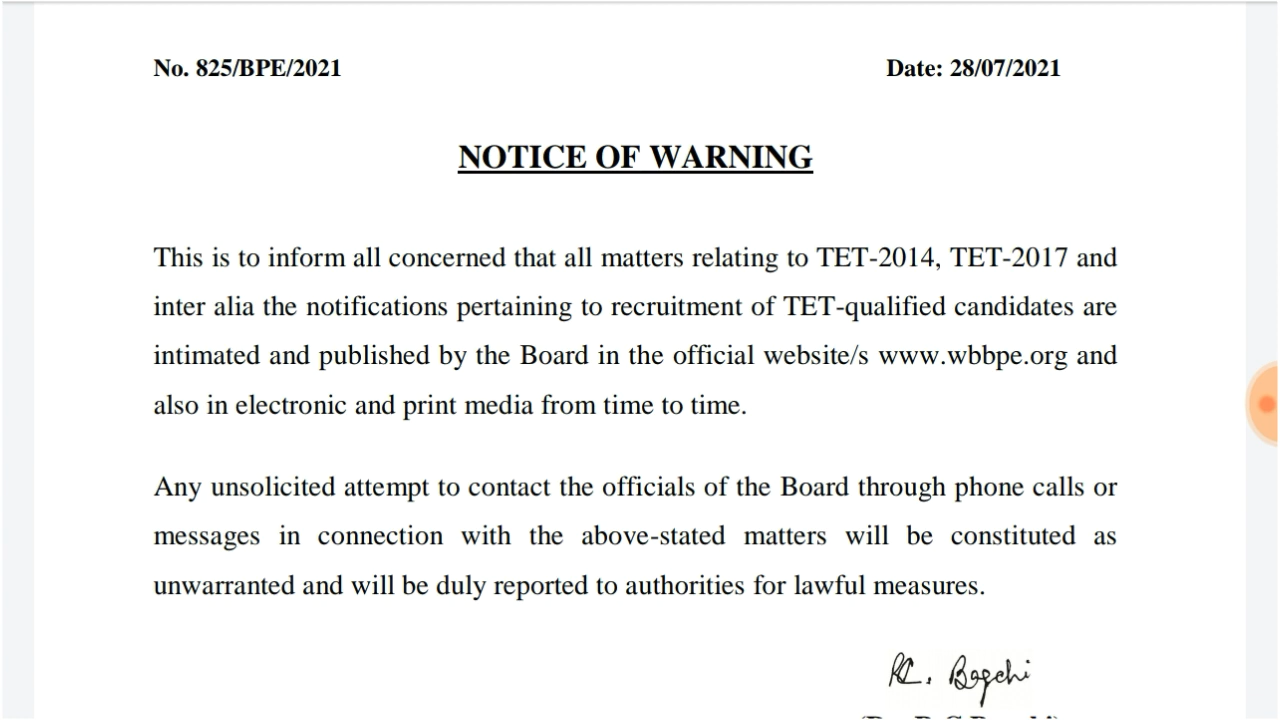 No. 825/BPE/2021 Date: 28/07/2021
NOTICE OF WARNING
This is to inform all concerned that all matters relating to TET-2014, TET-2017 and
inter alia the notifications pertaining to recruitment of TET-qualified candidates are
intimated and published by the Board in the official website/s www.wbbpe.org and
also in electronic and print media from time to time.
Any unsolicited attempt to contact the officials of the Board through phone calls or
messages in connection with the above-stated matters will be constituted as
unwarranted and will be duly reported to authorities for lawful measures.
R.C. Bagchi